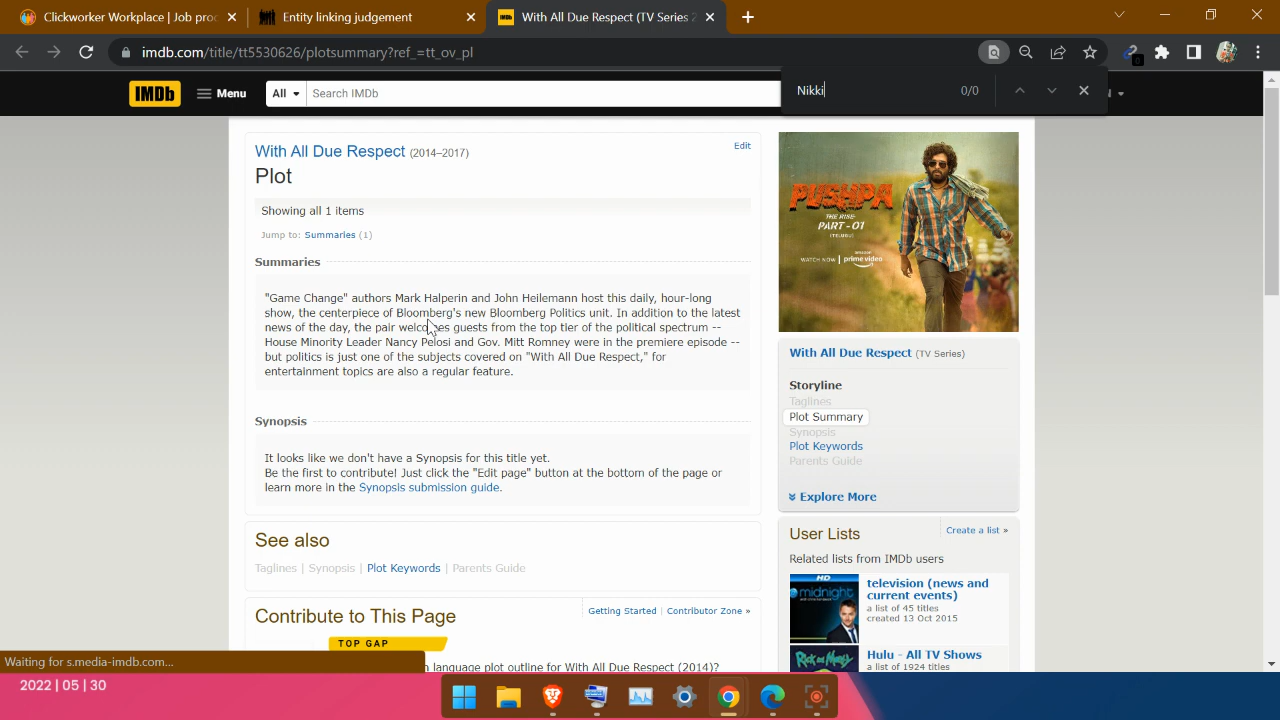 Clickworker Workplace | Job proc
Entity linking judgement
With All Due Respect (TV Series 2
imdb.com/title/tt5530626/plotsummary?ref_=tt_ov_pl
Nikki
0/0
IMDb
Menu
All
Search IMDb
With All Due Respect (2014–2017)
Edit
Plot
Showing all 1 items
Jump to: Summaries (1)
Summaries
"Game Change" authors Mark Halperin and John Heilemann host this daily, hour-long
show, the centerpiece of Bloomberg's new Bloomberg Politics unit. In addition to the latest
news of the day, the pair welcomes guests from the top tier of the political spectrum --
House Minority Leader Nancy Pelosi and Gov. Mitt Romney were in the premiere episode --
but politics is just one of the subjects covered on "With All Due Respect," for
entertainment topics are also a regular feature.
Synopsis
It looks like we don't have a Synopsis for this title yet.
Be the first to contribute! Just click the "Edit page" button at the bottom of the page or
learn more in the Synopsis submission guide.
See also
Taglines | Synopsis | Plot Keywords | Parents Guide
Contribute to This Page
Getting Started | Contributor Zone »
TOP GAP
language plot outline for With All Due Respect (2014)?
PUSHPA
THE RISE
PART - 01
WATCH NOW | prime video
With All Due Respect (TV Series)
Storyline
Taglines
Plot Summary
Synopsis
Plot Keywords
Parents Guide
Explore More
User Lists
Create a list »
Related lists from IMDb users
HD
midnight
television (news and
current events)
a list of 45 titles
created 13 Oct 2015
Hulu - All TV Shows
a list of 1924 titles
Waiting for s.media-imdb.com...
2022 | 05 | 30